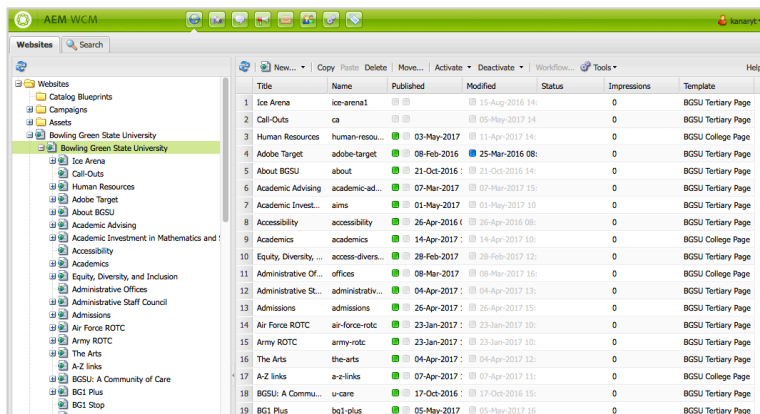 AEM WCM
kanaryt
Websites Search
New... Copy Paste Delete Move... Activate Deactivate Workflow... Tools Help
Websites
Catalog Blueprints
Campaigns
Assets
Bowling Green State University
Bowling Green State University
Ice Arena
Call-Outs
Human Resources
Adobe Target
About BGSU
Academic Advising
Academic Investment in Mathematics and
Accessibility
Academics
Equity, Diversity, and Inclusion
Administrative Offices
Administrative Staff Council
Admissions
Air Force ROTC
Army ROTC
The Arts
A-Z links
BGSU: A Community of Care
BG1 Plus
BG1 Stop
Title Name Published Modified Status Impressions Template
1 Ice Arena ice-arena1 15-Aug-2016 14: 0 BGSU Tertiary Page
2 Call-Outs ca 05-May-2017 14 0 BGSU Tertiary Page
3 Human Resources human-resou... 03-May-2017 11-Apr-2017 14: 0 BGSU College Page
4 Adobe Target adobe-target 08-Feb-2016 25-Mar-2016 08: 0 BGSU Tertiary Page
5 About BGSU about 21-Oct-2016 21-Oct-2016 14: 0 BGSU Tertiary Page
6 Academic Advising academic-ad... 07-Mar-2017 07-Mar-2017 15: 0 BGSU Tertiary Page
7 Academic Invest... aims 01-May-2017 01-May-2017 10 0 BGSU Tertiary Page
8 Accessibility accessibility 26-Apr-2016 26-Apr-2016 08: 0 BGSU Tertiary Page
9 Academics academics 14-Apr-2017 14-Apr-2017 10: 0 BGSU College Page
10 Equity, Diversity, ... access-divers... 28-Feb-2017 28-Feb-2017 12: 0 BGSU Tertiary Page
11 Administrative Of... offices 08-Mar-2017 08-Mar-2017 16: 0 BGSU Tertiary Page
12 Administrative St... administrativ... 04-Apr-2017 04-Apr-2017 13: 0 BGSU Tertiary Page
13 Admissions admissions 26-Apr-2017 26-Apr-2017 15: 0 BGSU Tertiary Page
14 Air Force ROTC air-force-rotc 23-Jan-2017 23-Jan-2017 10: 0 BGSU Tertiary Page
15 Army ROTC army-rotc 23-Jan-2017 23-Jan-2017 10: 0 BGSU Tertiary Page
16 The Arts the-arts 04-Apr-2017 04-Apr-2017 12: 0 BGSU Tertiary Page
17 A-Z links a-z-links 07-Apr-2017 07-Apr-2017 11: 0 BGSU College Page
18 BGSU: A Commu... u-care 17-Oct-2016 17-Oct-2016 15: 0 BGSU Tertiary Page
19 BG1 Plus bg1-plus 05-May-2017 05-May-2017 16 0 BGSU Tertiary Page